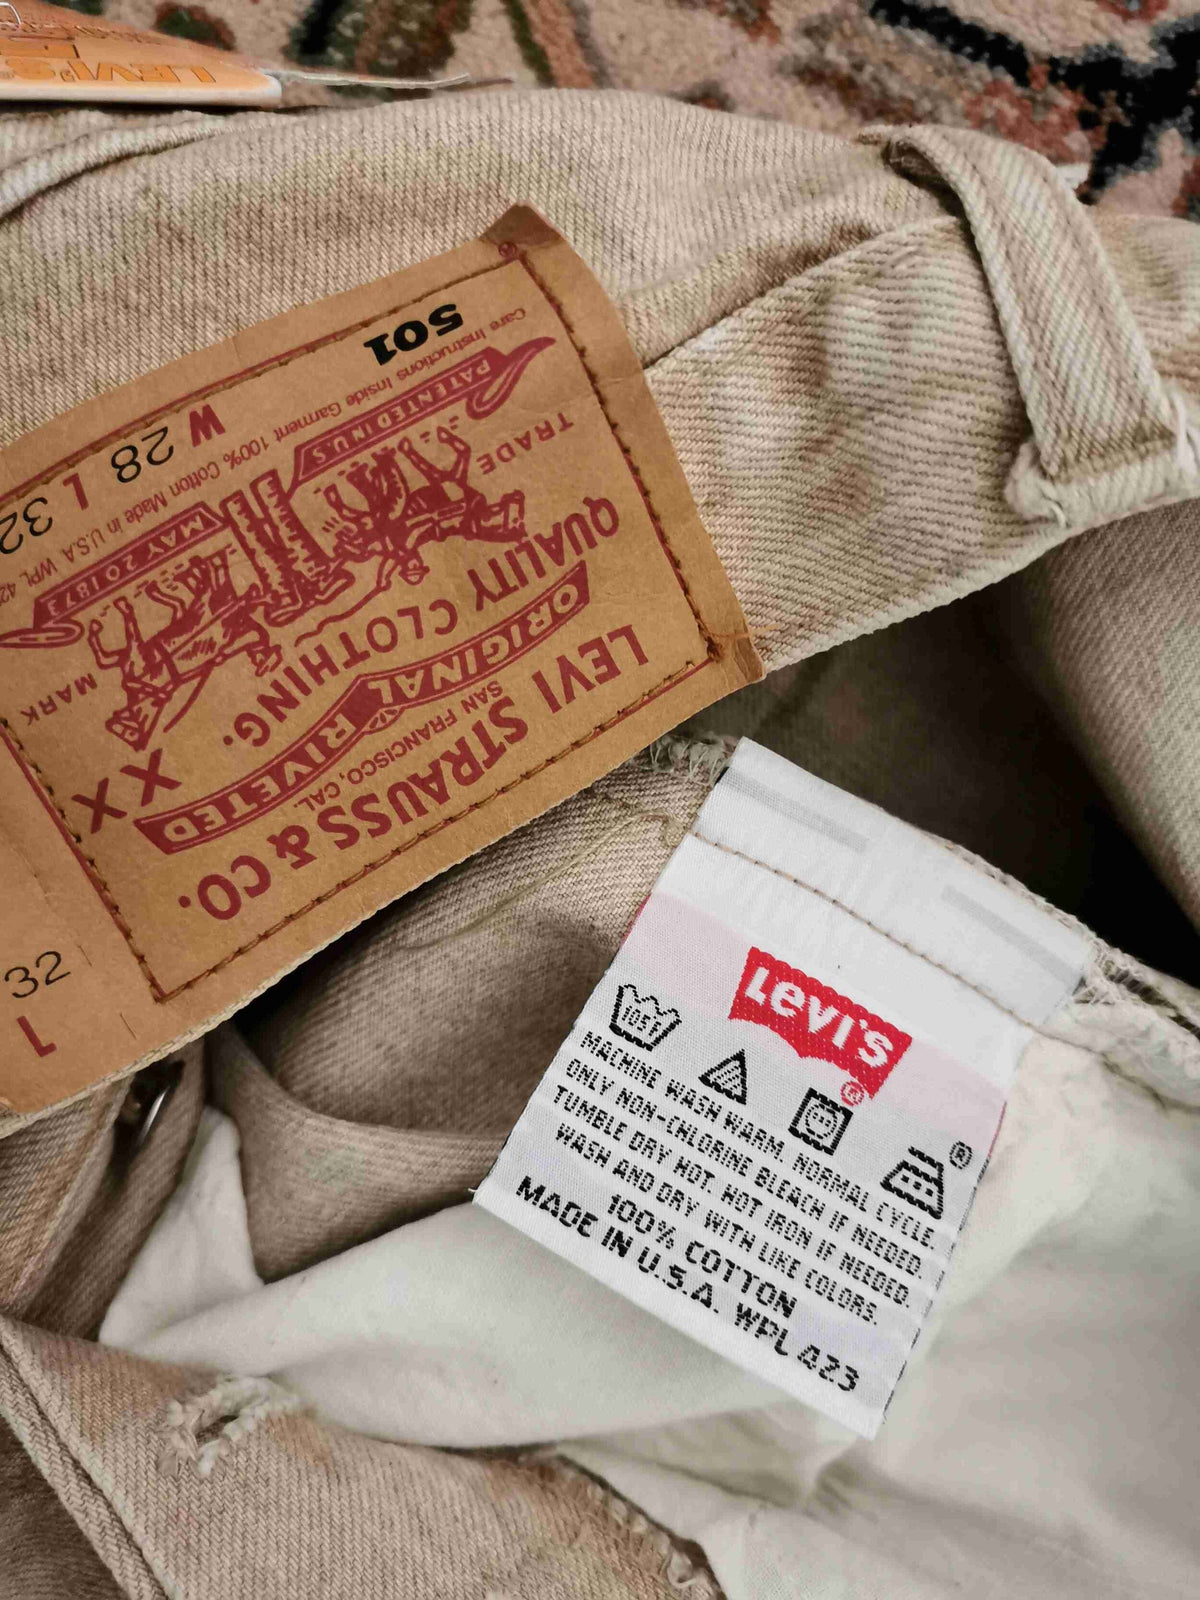 LEVI'S
LEVI STRAUSS & CO.
SAN FRANCISCO, CAL
ORIGINAL RIVETED
QUALITY CLOTHING.
XX
TRADE MARK
PATENTED IN U.S. MAY 20 1873
Care Instructions Inside Garment 100% Cotton Made in U.S.A. WPL 42
501
W 28 L 32
L 32
Levi's®
105F
MACHINE WASH WARM. NORMAL CYCLE.
ONLY NON-CHLORINE BLEACH IF NEEDED.
TUMBLE DRY HOT. HOT IRON IF NEEDED.
WASH AND DRY WITH LIKE COLORS.
100% COTTON
MADE IN U.S.A. WPL 423